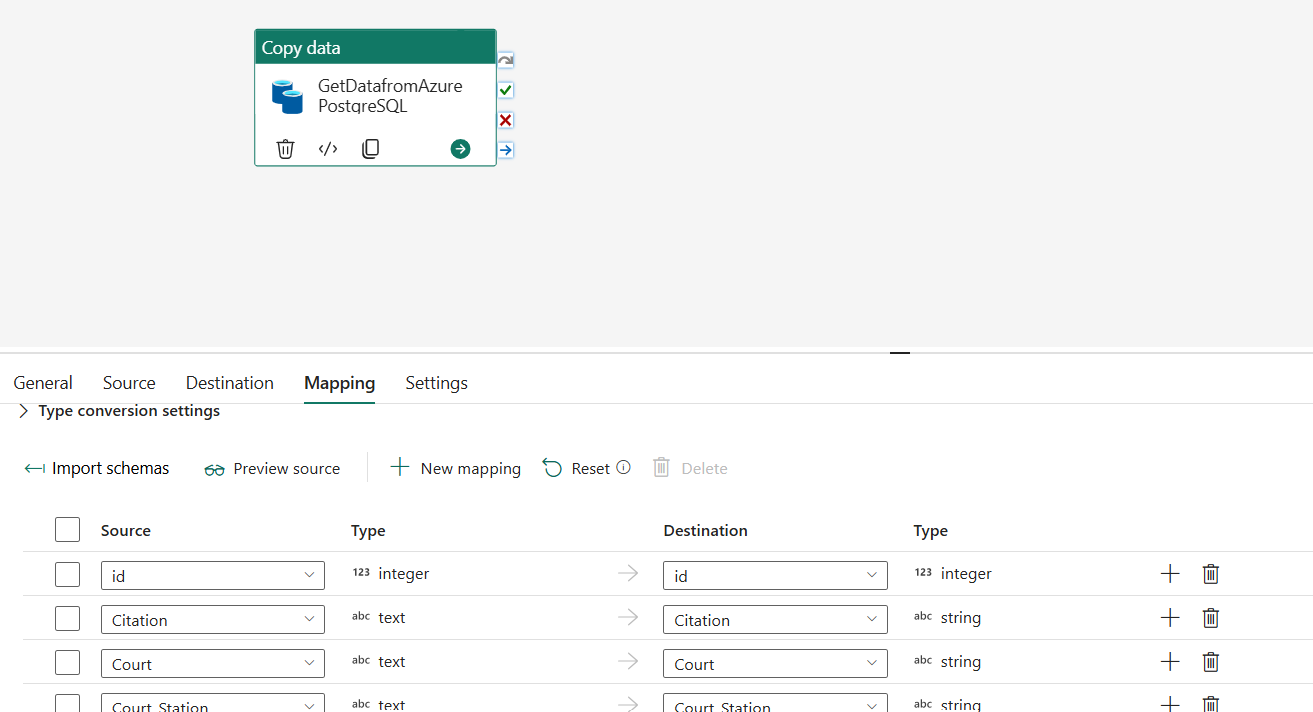 Copy data
GetDatafromAzure
PostgreSQL
General Source Destination Mapping Settings
Type conversion settings
Import schemas Preview source New mapping Reset Delete
Source Type Destination Type
id 123 integer id 123 integer
Citation abc text Citation abc string
Court abc text Court abc string
Court_Station abc text Court_Station abc string